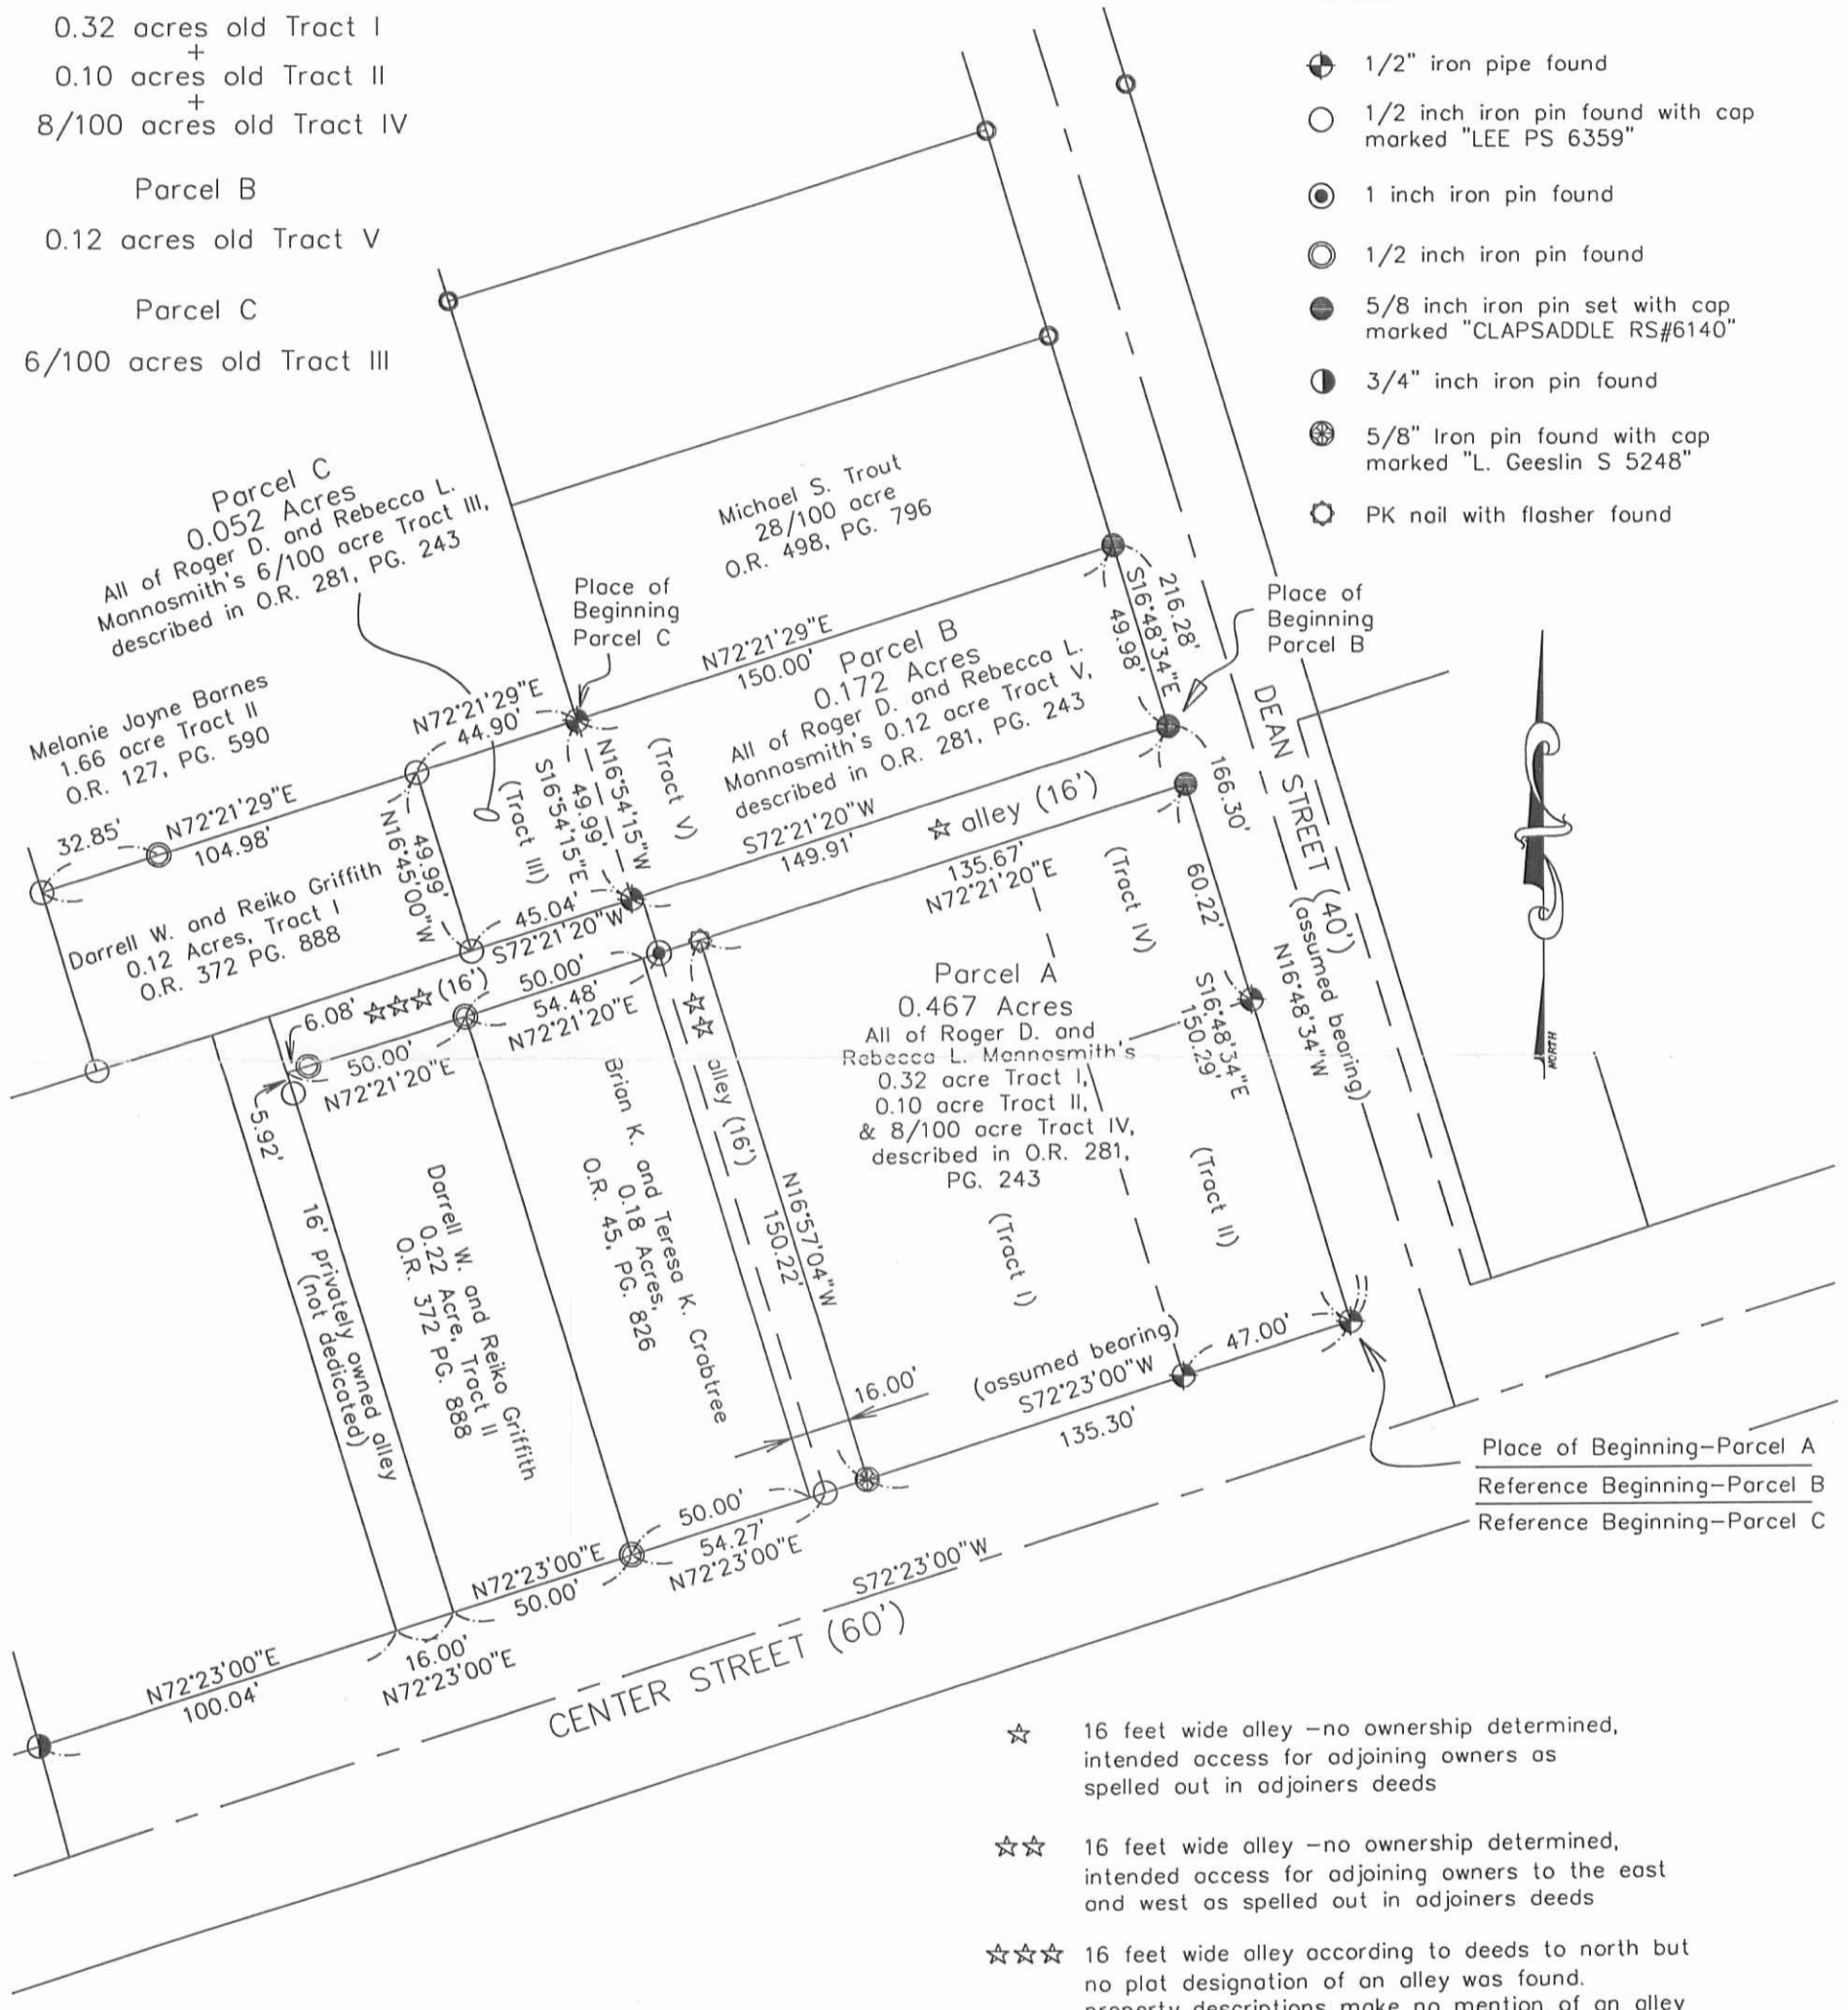 0.32 acres old Tract I
+
0.10 acres old Tract II
+
8/100 acres old Tract IV
Parcel B
0.12 acres old Tract V
Parcel C
6/100 acres old Tract III
1/2" iron pipe found
1/2 inch iron pin found with cap
marked "LEE PS 6359"
1 inch iron pin found
1/2 inch iron pin found
5/8 inch iron pin set with cap
marked "CLAPSADDLE RS#6140"
3/4" inch iron pin found
5/8" Iron pin found with cap
marked "L. Geeslin S 5248"
PK nail with flasher found
Parcel C
0.052 Acres
All of Roger D. and Rebecca L.
Mannasmith's 6/100 acre Tract III,
described in O.R. 281, PG. 243
Michael S. Trout
28/100 acre
O.R. 498, PG. 796
Place of
Beginning
Parcel C
N72°21'29"E
150.00'
Parcel B
0.172 Acres
All of Roger D. and Rebecca L.
Mannasmith's 0.12 acre Tract V,
described in O.R. 281, PG. 243
216.28'
S16°48'34"E
49.98'
Place of
Beginning
Parcel B
Melanie Jayne Barnes
1.66 acre Tract II
O.R. 127, PG. 590
N72°21'29"E
44.90'
(Tract III)
S16°54'15"E
49.99'
N16°54'15"W
(Tract V)
32.85'
N72°21'29"E
104.98'
49.99'
N16°45'00"W
Darrell W. and Reiko Griffith
0.12 Acres, Tract I
O.R. 372 PG. 888
S72°21'20"W
149.91'
☆ alley (16')
135.67'
N72°21'20"E
166.30'
DEAN STREET (40')
(assumed bearing)
N16°48'34"W
45.04'
S72°21'20"W
6.08'
☆☆☆ (16')
50.00'
54.48'
N72°21'20"E
50.00'
N72°21'20"E
5.92'
☆☆ alley (16')
(Tract IV)
60.22'
S16°48'34"E
150.29'
Parcel A
0.467 Acres
All of Roger D. and
Rebecca L. Mannasmith's
0.32 acre Tract I,
0.10 acre Tract II,
& 8/100 acre Tract IV,
described in O.R. 281,
PG. 243
(Tract I)
(Tract II)
NORTH
16' privately owned alley
(not dedicated)
Darrell W. and Reiko Griffith
0.22 Acre, Tract II
O.R. 372 PG. 888
Brian K. and Teresa K. Crabtree
0.18 Acres,
O.R. 45, PG. 826
N16°57'04"W
150.22'
16.00'
(assumed bearing)
S72°23'00"W
135.30'
47.00'
Place of Beginning-Parcel A
Reference Beginning-Parcel B
Reference Beginning-Parcel C
50.00'
54.27'
N72°23'00"E
N72°23'00"E
50.00'
16.00'
N72°23'00"E
N72°23'00"E
100.04'
S72°23'00"W
CENTER STREET (60')
☆ 16 feet wide alley -no ownership determined,
intended access for adjoining owners as
spelled out in adjoiners deeds
☆☆ 16 feet wide alley -no ownership determined,
intended access for adjoining owners to the east
and west as spelled out in adjoiners deeds
☆☆☆ 16 feet wide alley according to deeds to north but
no plat designation of an alley was found.
property descriptions make no mention of an alley